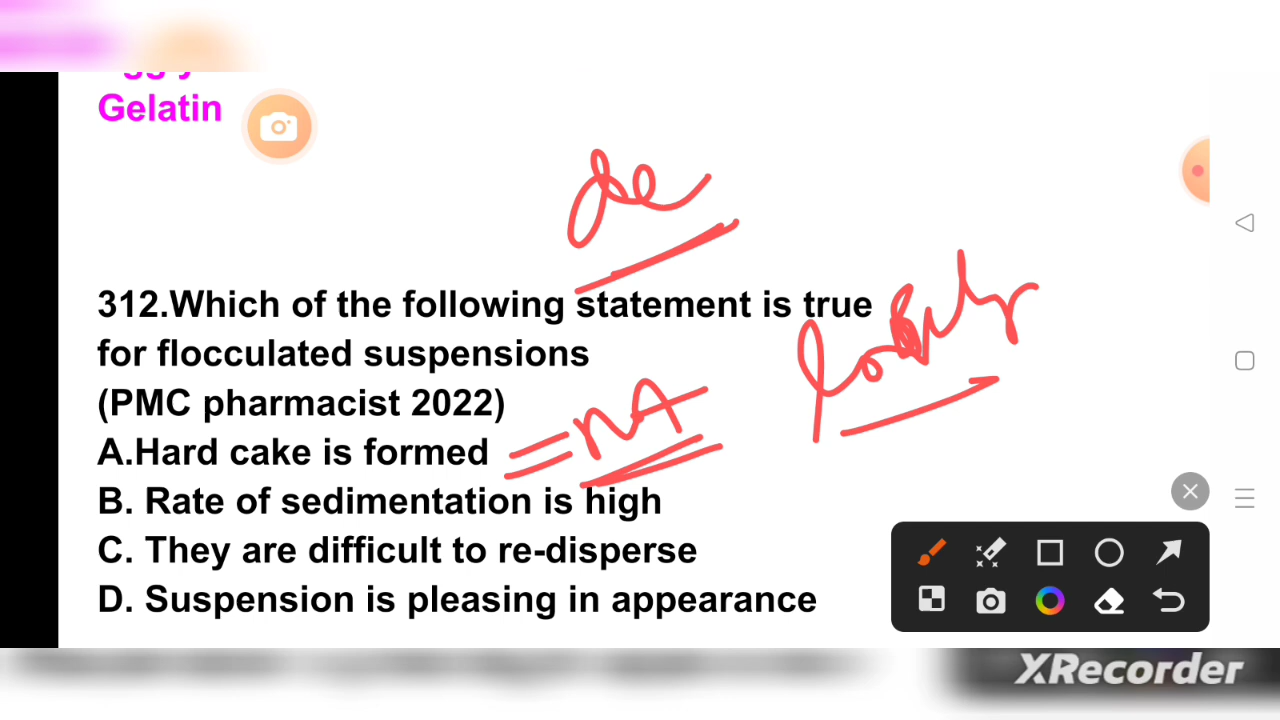 Gelatin
de
312.Which of the following statement is true
for flocculated suspensions
(PMC pharmacist 2022)
A.Hard cake is formed = NA
B. Rate of sedimentation is high
C. They are difficult to re-disperse
D. Suspension is pleasing in appearance
XRecorder